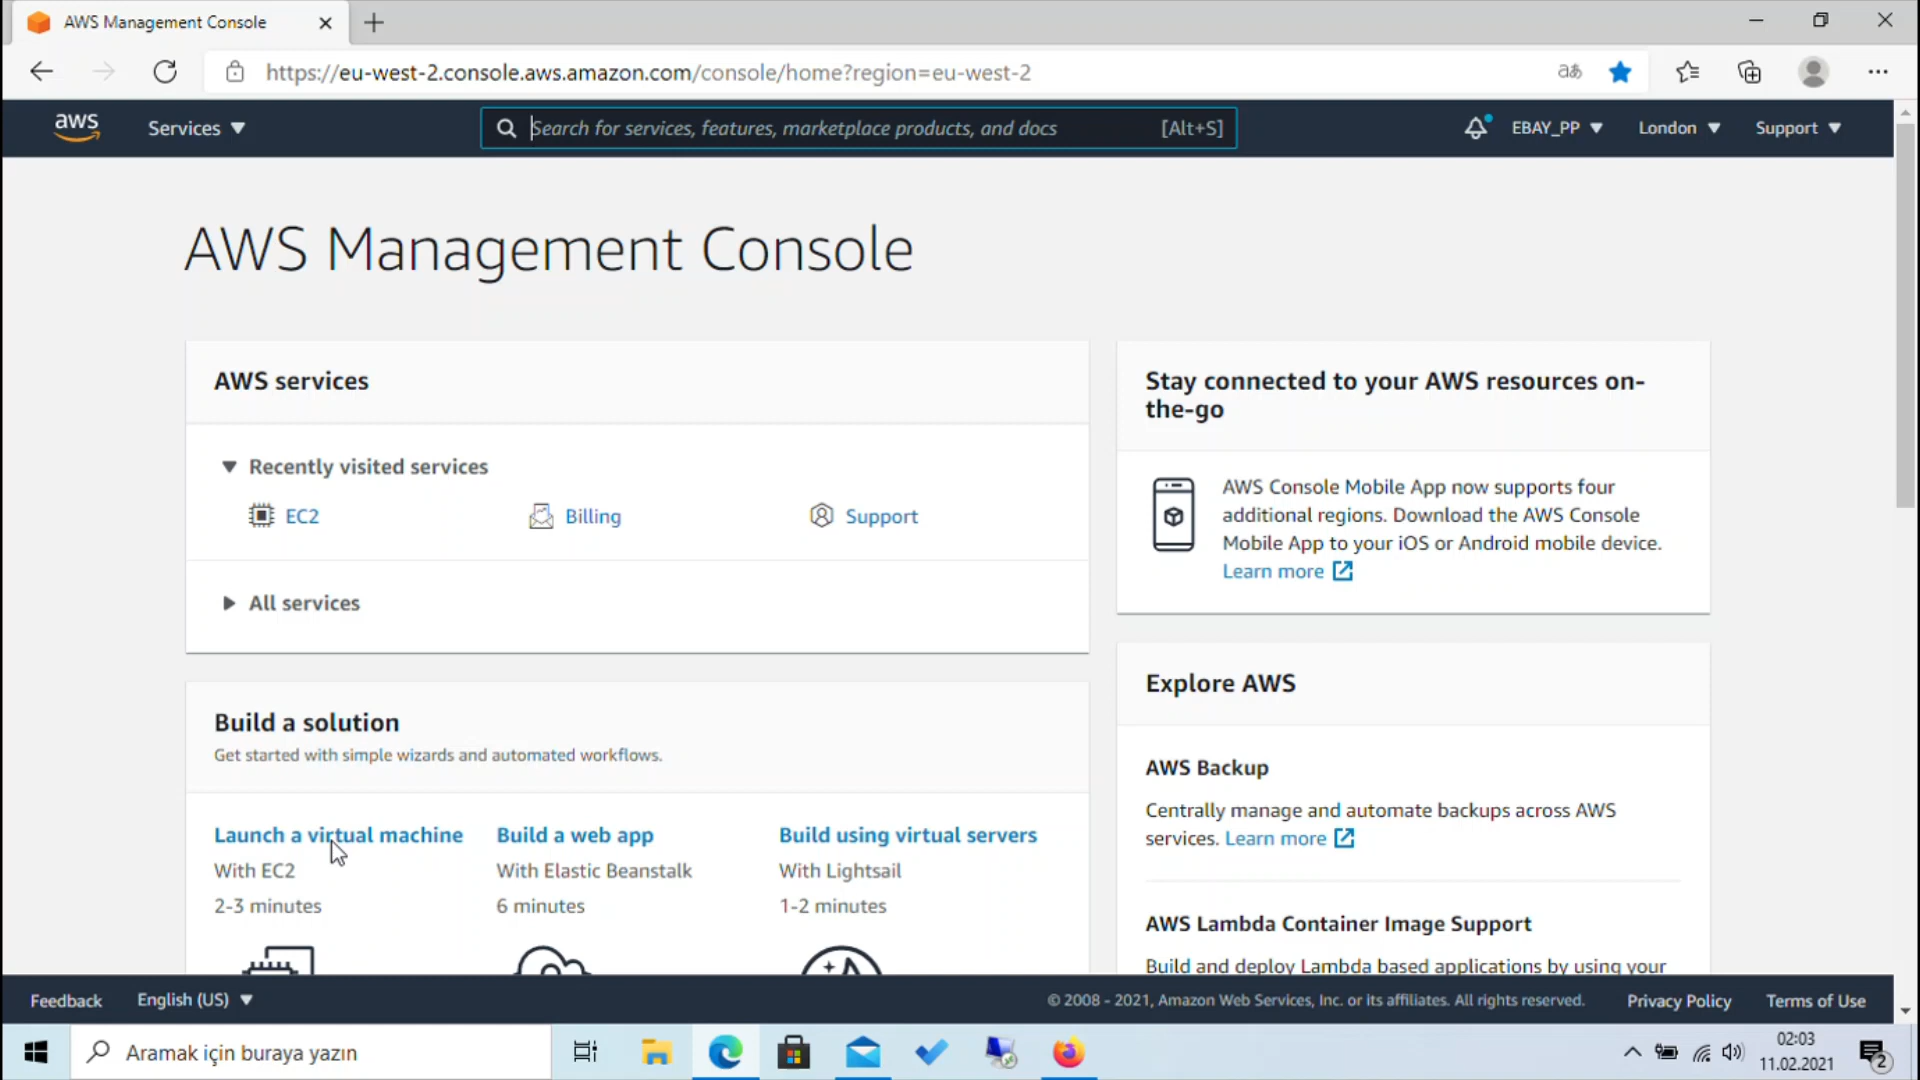 AWS Management Console
https://eu-west-2.console.aws.amazon.com/console/home?region=eu-west-2
aあ
aws
Services
Search for services, features, marketplace products, and docs
[Alt+S]
EBAY_PP
London
Support
AWS Management Console
AWS services
Recently visited services
EC2
Billing
Support
All services
Build a solution
Get started with simple wizards and automated workflows.
Launch a virtual machine
With EC2
2-3 minutes
Build a web app
With Elastic Beanstalk
6 minutes
Build using virtual servers
With Lightsail
1-2 minutes
Stay connected to your AWS resources on-
the-go
AWS Console Mobile App now supports four
additional regions. Download the AWS Console
Mobile App to your iOS or Android mobile device.
Learn more
Explore AWS
AWS Backup
Centrally manage and automate backups across AWS
services. Learn more
AWS Lambda Container Image Support
Build and deploy Lambda based applications by using your
Feedback
English (US)
© 2008 - 2021, Amazon Web Services, Inc. or its affiliates. All rights reserved.
Privacy Policy
Terms of Use
Aramak için buraya yazın
02:03
11.02.2021
2